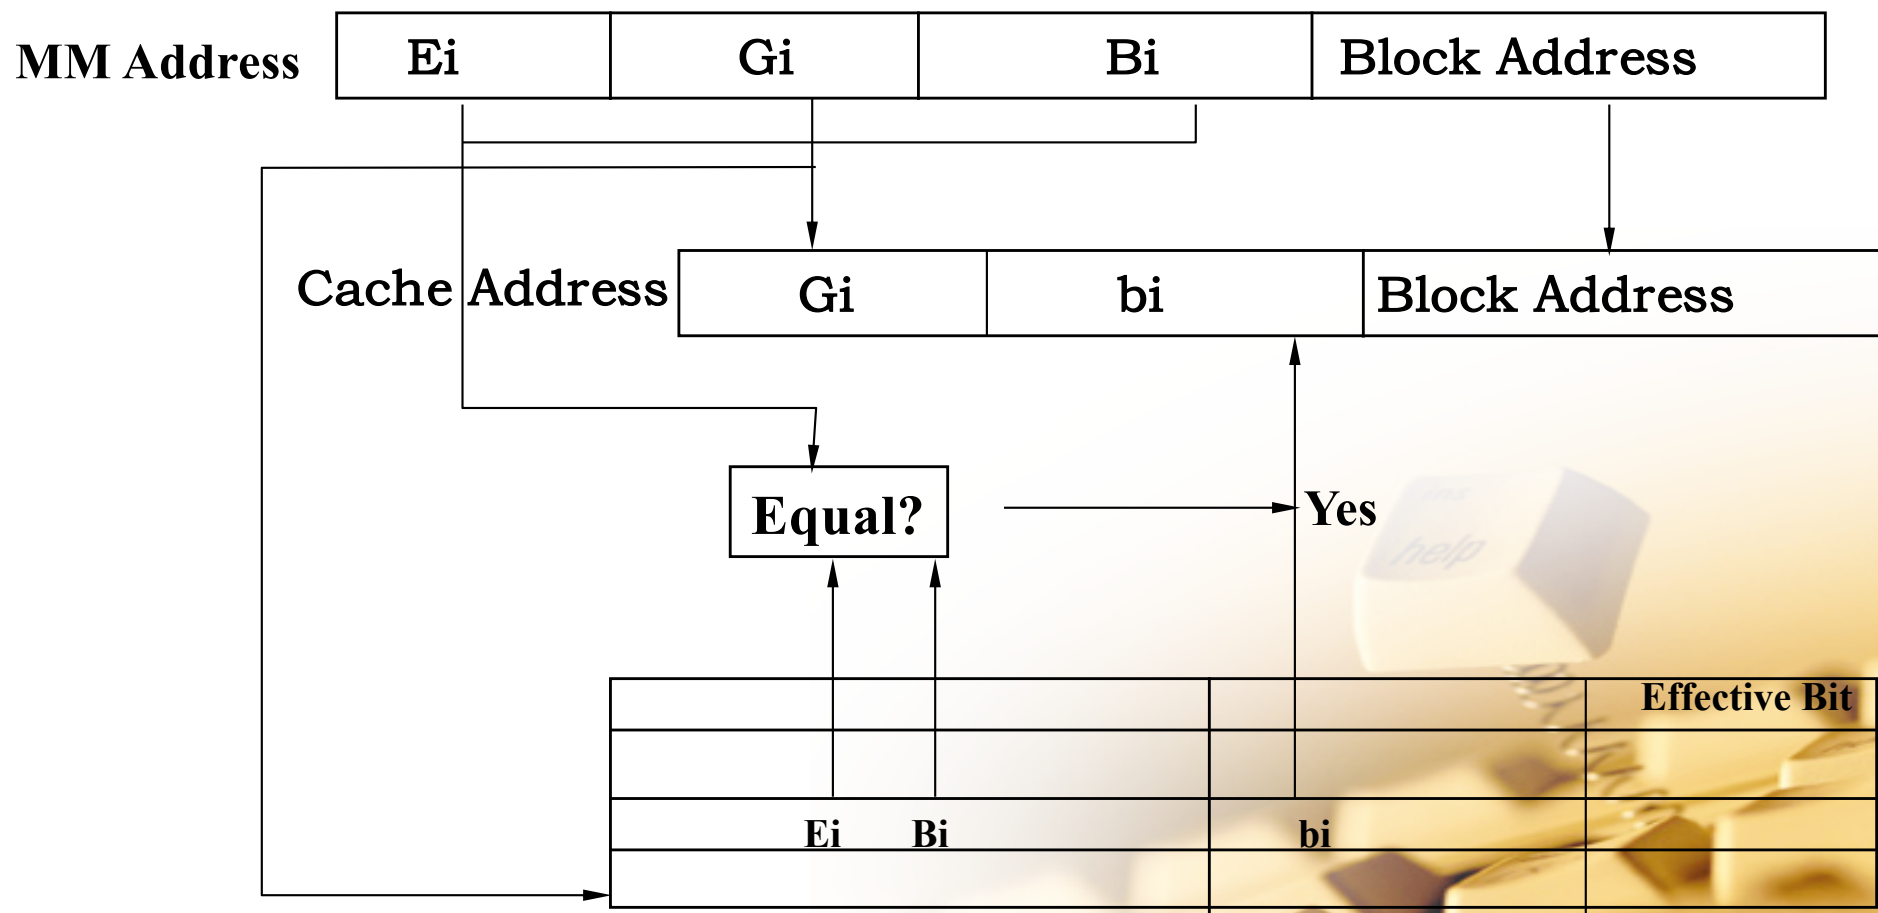 MM Address Ei Gi Bi Block Address
Cache Address Gi bi Block Address
Equal? Yes
Effective Bit
Ei Bi bi
help